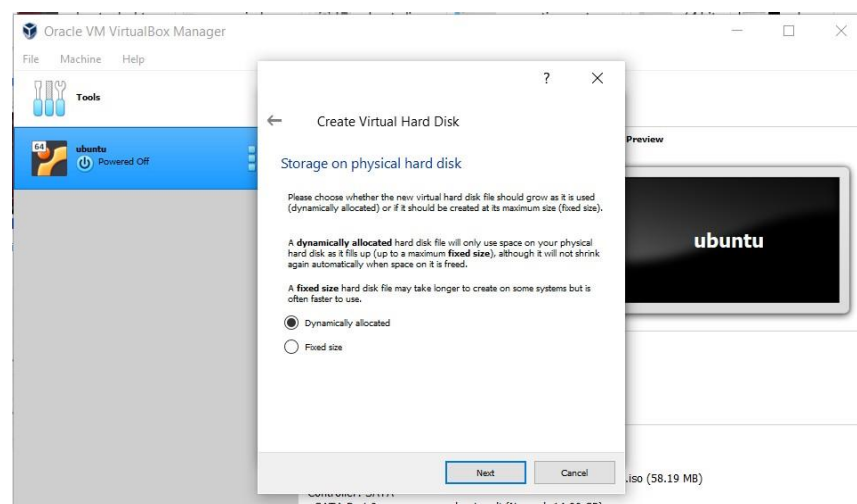 Oracle VM VirtualBox Manager
File Machine Help
Tools
64
ubuntu
Powered Off
?
Create Virtual Hard Disk
Storage on physical hard disk
Please choose whether the new virtual hard disk file should grow as it is used
(dynamically allocated) or if it should be created at its maximum size (fixed size).
A dynamically allocated hard disk file will only use space on your physical
hard disk as it fills up (up to a maximum fixed size), although it will not shrink
again automatically when space on it is freed.
A fixed size hard disk file may take longer to create on some systems but is
often faster to use.
Dynamically allocated
Fixed size
Next Cancel
Preview
ubuntu
.iso (58.19 MB)